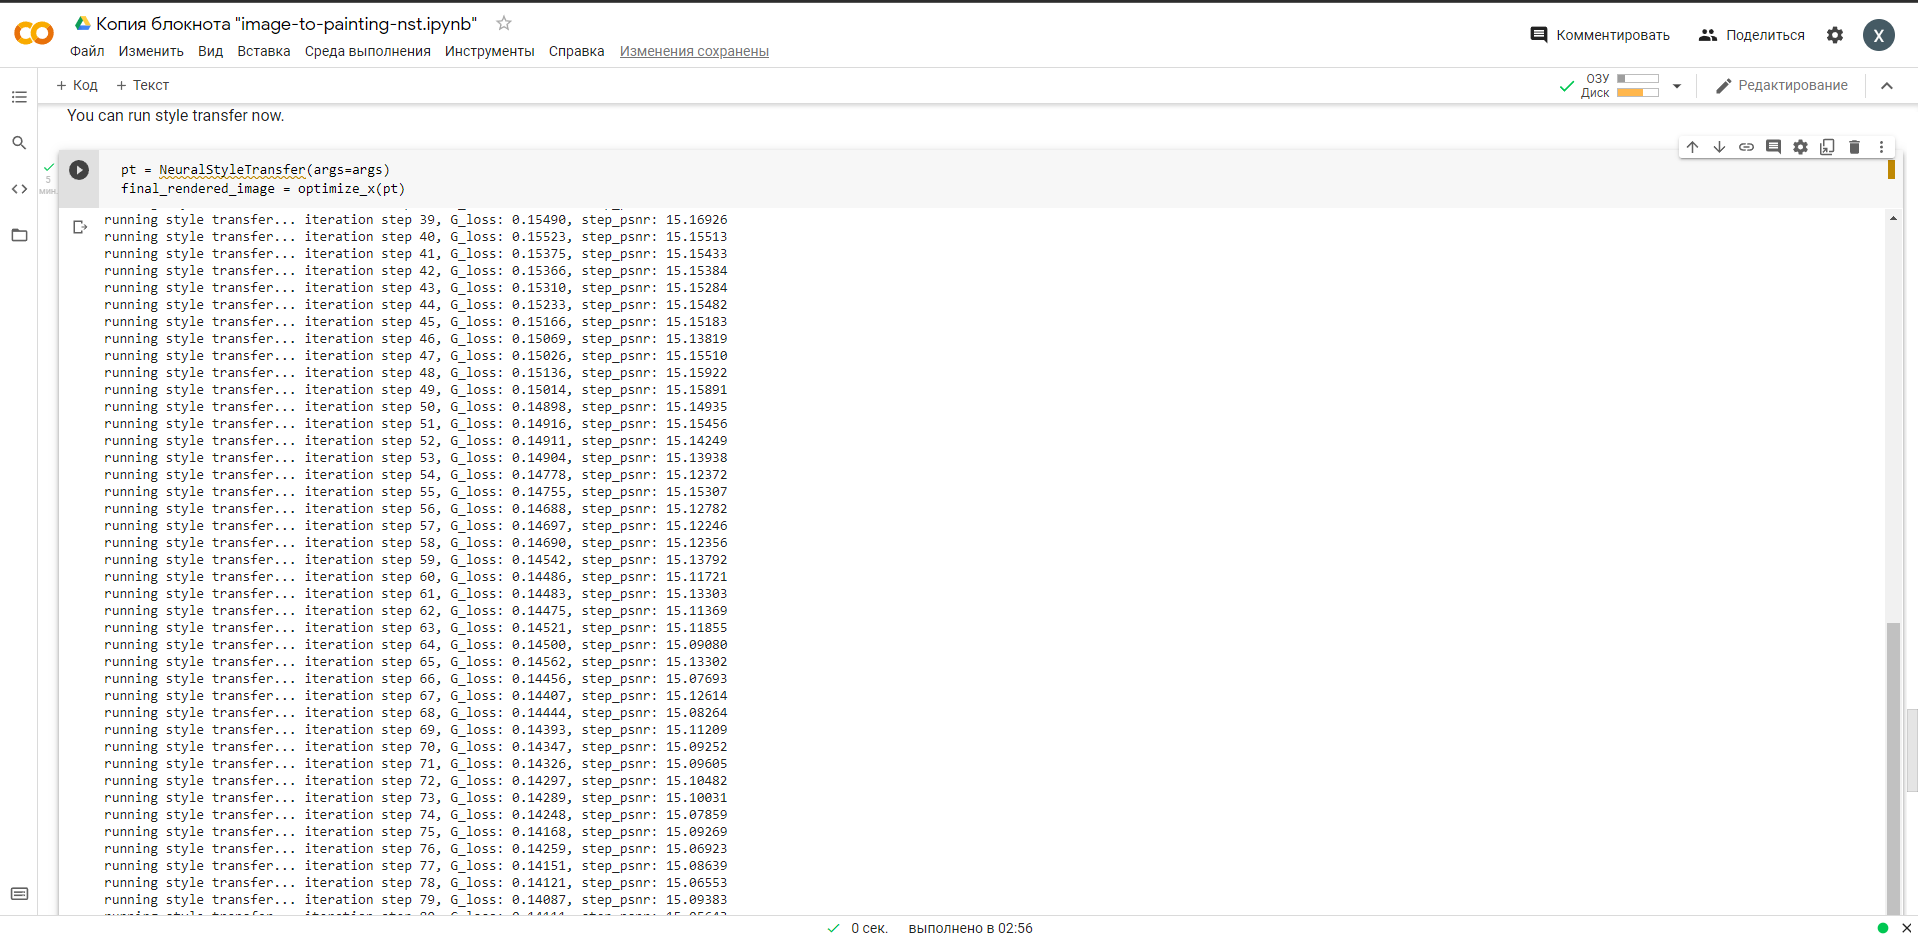 Копия блокнота "image-to-painting-nst.ipynb"
Комментировать
Поделиться
X
Файл Изменить Вид Вставка Среда выполнения Инструменты Справка Изменения сохранены
+ Код + Текст
ОЗУ
Диск
Редактирование
You can run style transfer now.
5
мин.
pt = NeuralStyleTransfer(args=args)
final_rendered_image = optimize_x(pt)
running style transfer... iteration step 39, G_loss: 0.15490, step_psnr: 15.16926
running style transfer... iteration step 40, G_loss: 0.15523, step_psnr: 15.15513
running style transfer... iteration step 41, G_loss: 0.15375, step_psnr: 15.15433
running style transfer... iteration step 42, G_loss: 0.15366, step_psnr: 15.15384
running style transfer... iteration step 43, G_loss: 0.15310, step_psnr: 15.15284
running style transfer... iteration step 44, G_loss: 0.15233, step_psnr: 15.15482
running style transfer... iteration step 45, G_loss: 0.15166, step_psnr: 15.15183
running style transfer... iteration step 46, G_loss: 0.15069, step_psnr: 15.13819
running style transfer... iteration step 47, G_loss: 0.15026, step_psnr: 15.15510
running style transfer... iteration step 48, G_loss: 0.15136, step_psnr: 15.15922
running style transfer... iteration step 49, G_loss: 0.15014, step_psnr: 15.15891
running style transfer... iteration step 50, G_loss: 0.14898, step_psnr: 15.14935
running style transfer... iteration step 51, G_loss: 0.14916, step_psnr: 15.15456
running style transfer... iteration step 52, G_loss: 0.14911, step_psnr: 15.14249
running style transfer... iteration step 53, G_loss: 0.14904, step_psnr: 15.13938
running style transfer... iteration step 54, G_loss: 0.14778, step_psnr: 15.12372
running style transfer... iteration step 55, G_loss: 0.14755, step_psnr: 15.15307
running style transfer... iteration step 56, G_loss: 0.14688, step_psnr: 15.12782
running style transfer... iteration step 57, G_loss: 0.14697, step_psnr: 15.12246
running style transfer... iteration step 58, G_loss: 0.14690, step_psnr: 15.12356
running style transfer... iteration step 59, G_loss: 0.14542, step_psnr: 15.13792
running style transfer... iteration step 60, G_loss: 0.14486, step_psnr: 15.11721
running style transfer... iteration step 61, G_loss: 0.14483, step_psnr: 15.13303
running style transfer... iteration step 62, G_loss: 0.14475, step_psnr: 15.11369
running style transfer... iteration step 63, G_loss: 0.14521, step_psnr: 15.11855
running style transfer... iteration step 64, G_loss: 0.14500, step_psnr: 15.09080
running style transfer... iteration step 65, G_loss: 0.14562, step_psnr: 15.13302
running style transfer... iteration step 66, G_loss: 0.14456, step_psnr: 15.07693
running style transfer... iteration step 67, G_loss: 0.14407, step_psnr: 15.12614
running style transfer... iteration step 68, G_loss: 0.14444, step_psnr: 15.08264
running style transfer... iteration step 69, G_loss: 0.14393, step_psnr: 15.11209
running style transfer... iteration step 70, G_loss: 0.14347, step_psnr: 15.09252
running style transfer... iteration step 71, G_loss: 0.14326, step_psnr: 15.09605
running style transfer... iteration step 72, G_loss: 0.14297, step_psnr: 15.10482
running style transfer... iteration step 73, G_loss: 0.14289, step_psnr: 15.10031
running style transfer... iteration step 74, G_loss: 0.14248, step_psnr: 15.07859
running style transfer... iteration step 75, G_loss: 0.14168, step_psnr: 15.09269
running style transfer... iteration step 76, G_loss: 0.14259, step_psnr: 15.06923
running style transfer... iteration step 77, G_loss: 0.14151, step_psnr: 15.08639
running style transfer... iteration step 78, G_loss: 0.14121, step_psnr: 15.06553
running style transfer... iteration step 79, G_loss: 0.14087, step_psnr: 15.09383
0 сек. выполнено в 02:56